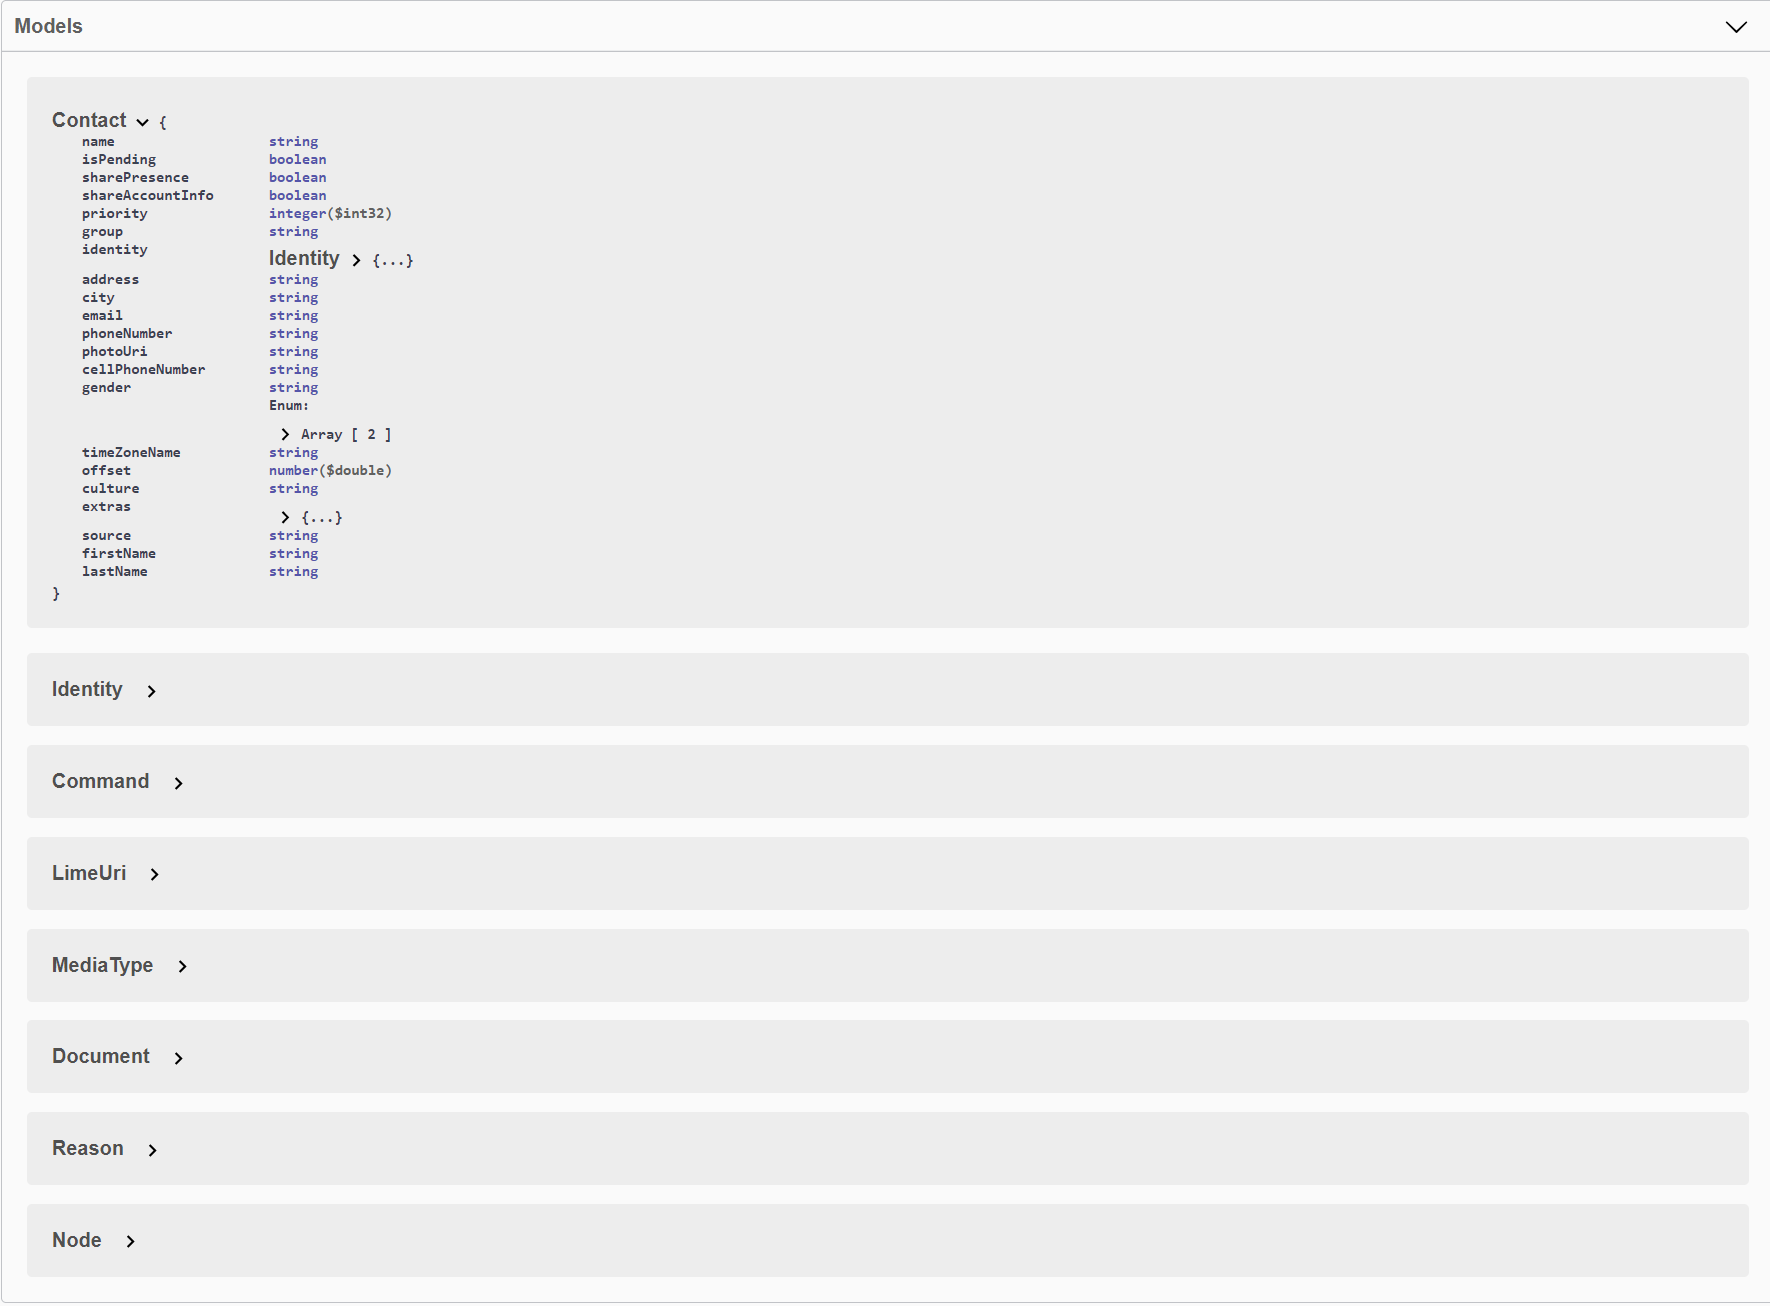 Models
Contact {
name string
isPending boolean
sharePresence boolean
shareAccountInfo boolean
priority integer($int32)
group string
identity
Identity {...}
address string
city string
email string
phoneNumber string
photoUri string
cellPhoneNumber string
gender string
Enum:
Array [ 2 ]
timeZoneName string
offset number($double)
culture string
extras
{...}
source string
firstName string
lastName string
}
Identity
Command
LimeUri
MediaType
Document
Reason
Node